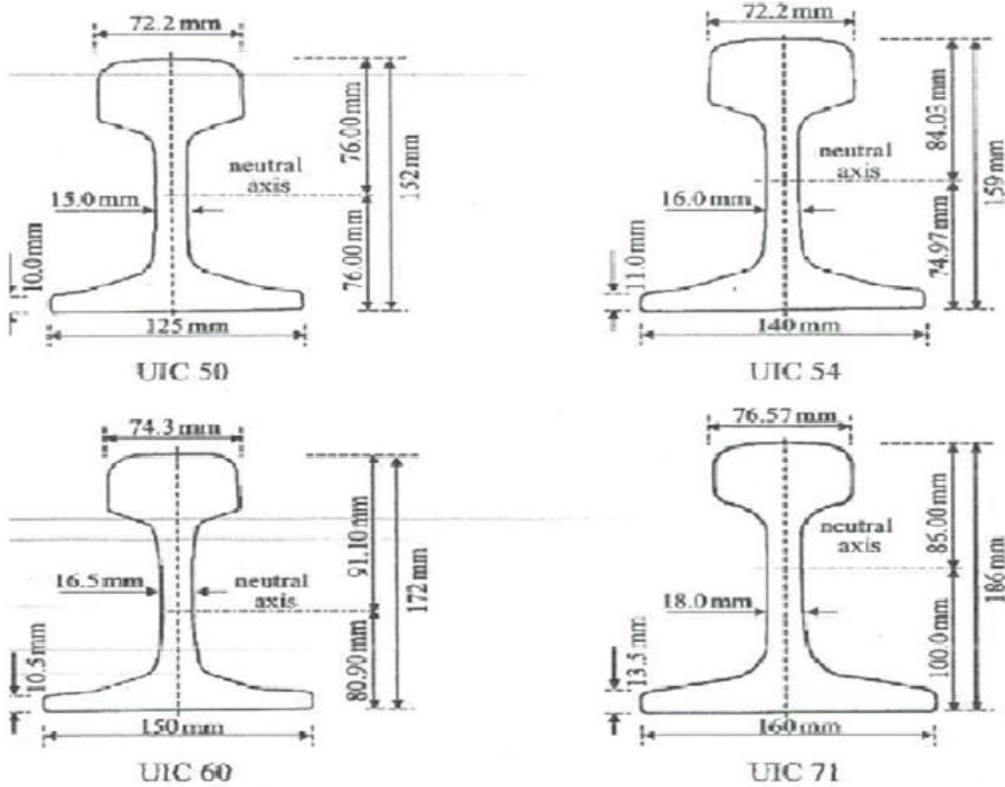 72.2 mm
76.00 mm
152 mm
neutral
axis
15.0 mm
76.00 mm
10.0mm
125 mm
UIC 50
72.2 mm
84.03 mm
159 mm
neutral
axis
16.0 mm
74.97 mm
11.0mm
140 mm
UIC 54
74.3 mm
91.10 mm
172 mm
16.5 mm
neutral
axis
80.90 mm
10.5mm
150 mm
UIC 60
76.57 mm
86.00 mm
186 mm
neutral
axis
18.0 mm
100.0 mm
13.5 mm
160 mm
UIC 71